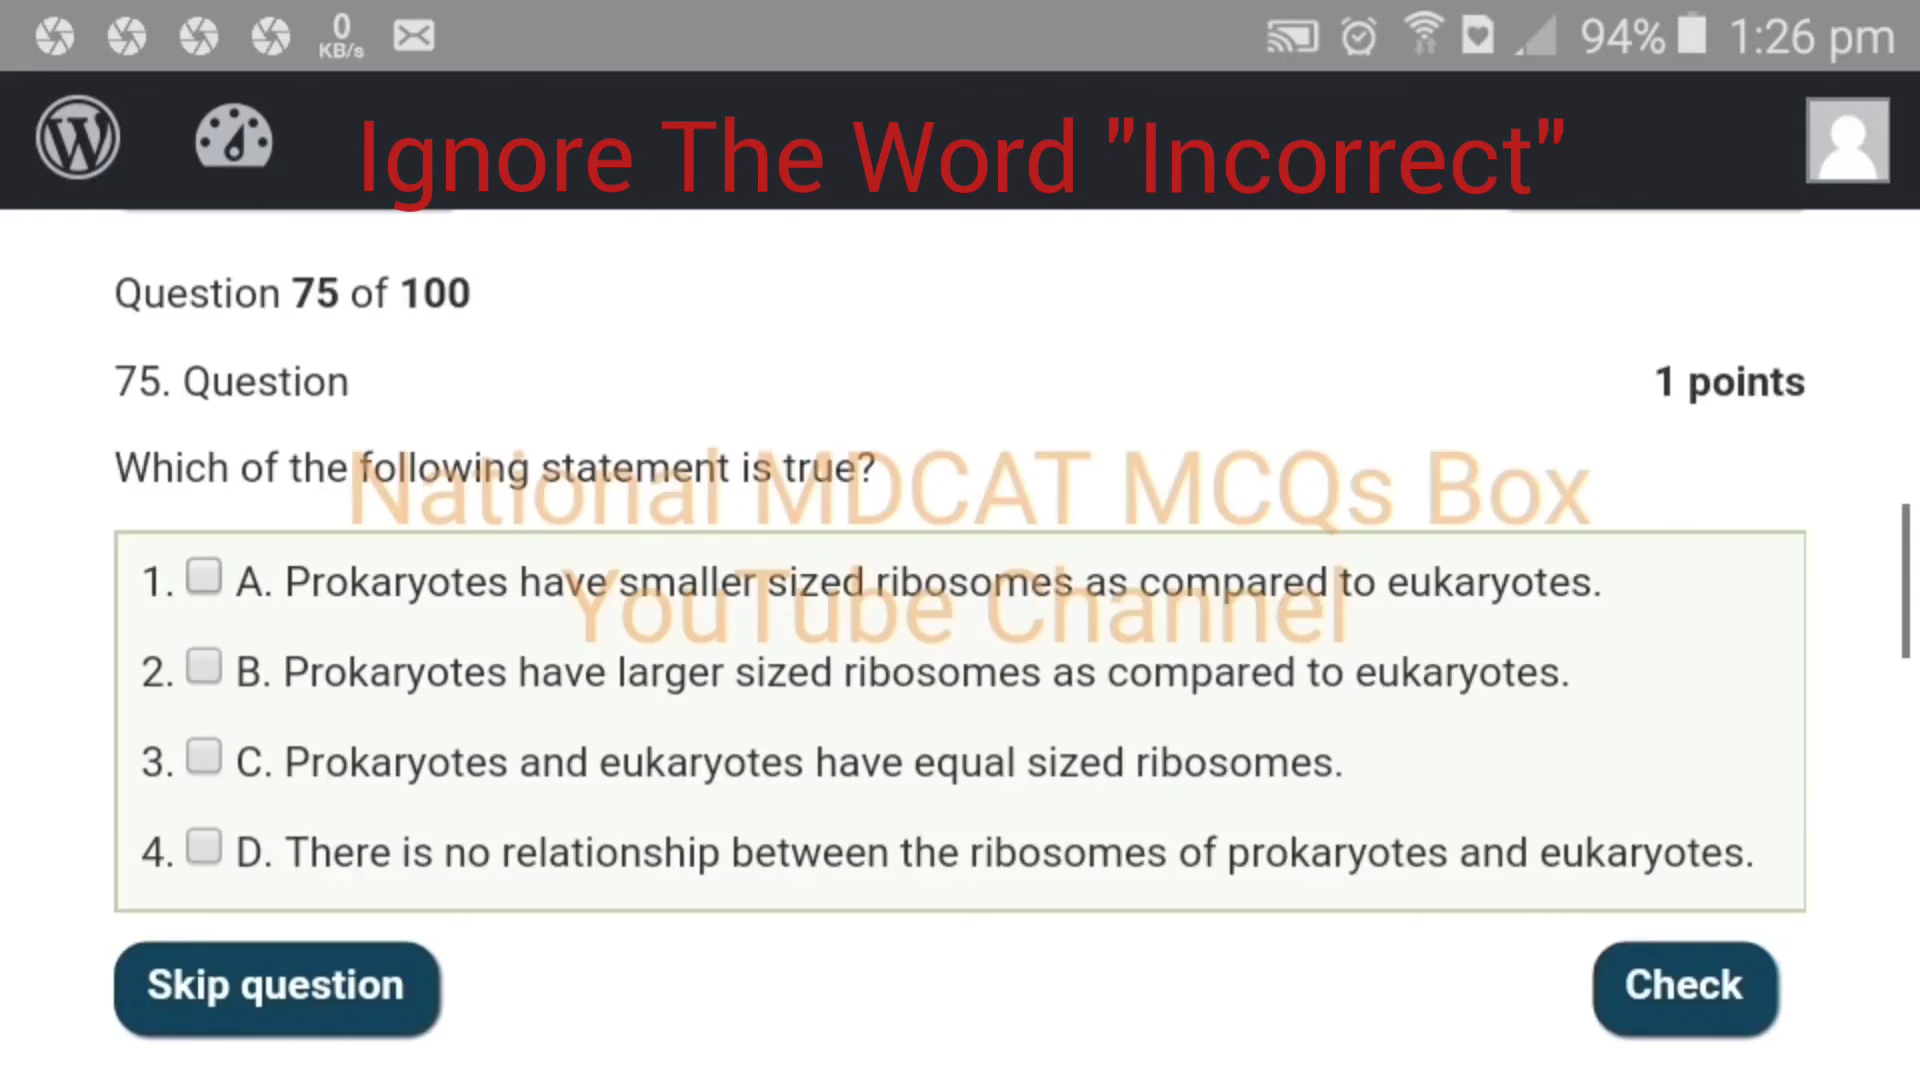 0
KB/s
94% 1:26 pm
Ignore The Word "Incorrect"
Question 75 of 100
75. Question
1 points
Which of the following statement is true?
National MDCAT MCQs Box
YouTube Channel
1. A. Prokaryotes have smaller sized ribosomes as compared to eukaryotes.
2. B. Prokaryotes have larger sized ribosomes as compared to eukaryotes.
3. C. Prokaryotes and eukaryotes have equal sized ribosomes.
4. D. There is no relationship between the ribosomes of prokaryotes and eukaryotes.
Skip question
Check